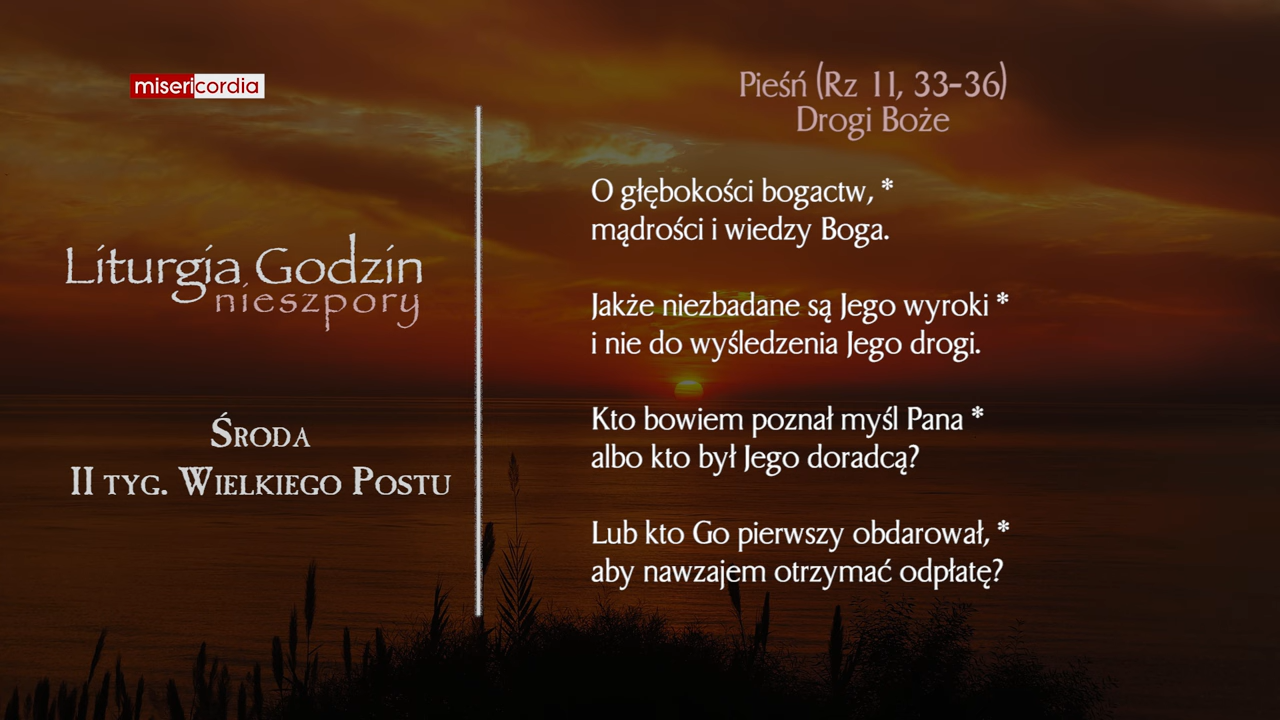 misericordia
Liturgia Godzin
nieszpory
Środa
II tyg. Wielkiego Postu
Pieśń (Rz 11, 33-36)
Drogi Boże
O głębokości bogactw, *
mądrości i wiedzy Boga.
Jakże niezbadane są Jego wyroki *
i nie do wyśledzenia Jego drogi.
Kto bowiem poznał myśl Pana *
albo kto był Jego doradcą?
Lub kto Go pierwszy obdarował, *
aby nawzajem otrzymać odpłatę?